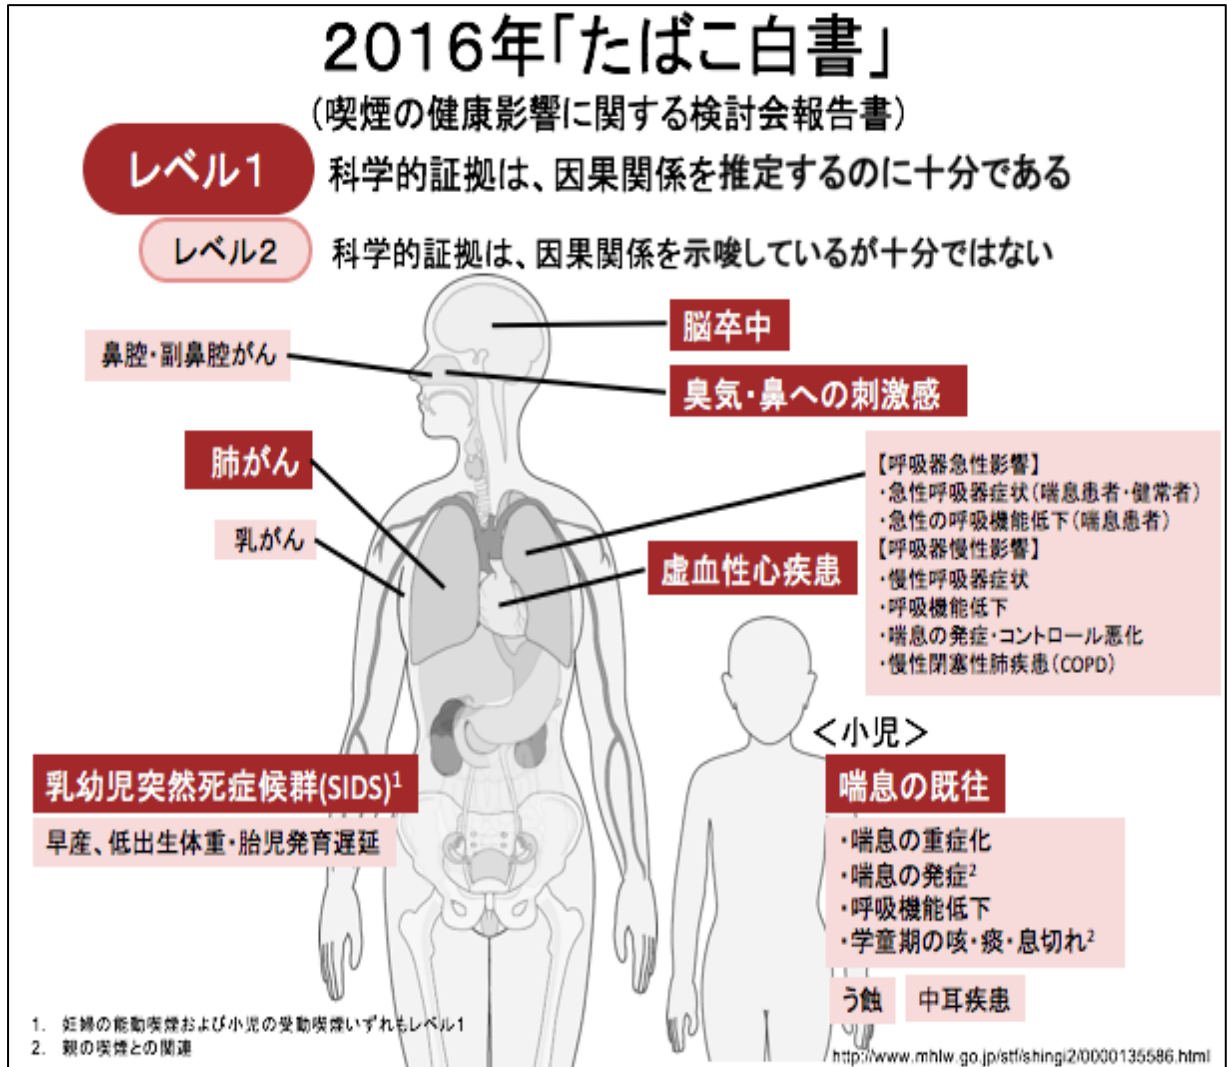 2016年「たばこ白書」
(喫煙の健康影響に関する検討会報告書)
レベル1 科学的証拠は、因果関係を推定するのに十分である
レベル2 科学的証拠は、因果関係を示唆しているが十分ではない
脳卒中
鼻腔・副鼻腔がん
臭気・鼻への刺激感
肺がん
乳がん
【呼吸器急性影響】
・急性呼吸器症状(喘息患者・健常者)
・急性の呼吸機能低下(喘息患者)
【呼吸器慢性影響】
・慢性呼吸器症状
・呼吸機能低下
・喘息の発症・コントロール悪化
・慢性閉塞性肺疾患(COPD)
虚血性心疾患
乳幼児突然死症候群(SIDS)¹
早産、低出生体重・胎児発育遅延
<小児>
喘息の既往
・喘息の重症化
・喘息の発症²
・呼吸機能低下
・学童期の咳・痰・息切れ²
う蝕 中耳疾患
1. 妊婦の能動喫煙および小児の受動喫煙いずれもレベル1
2. 親の喫煙との関連
http://www.mhlw.go.jp/stf/shingi2/0000135586.html